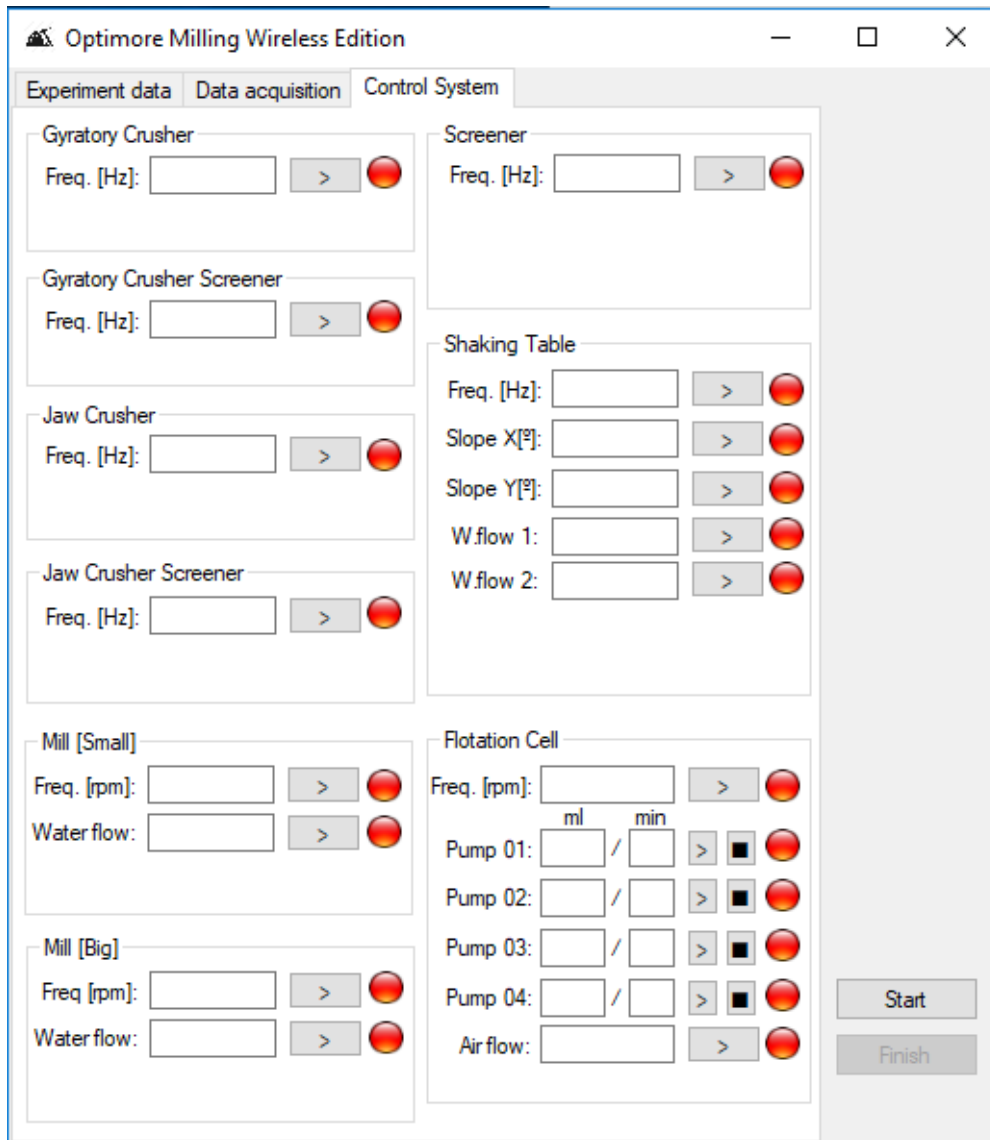 Optimore Milling Wireless Edition
Experiment data Data acquisition Control System
Gyratory Crusher
Freq. [Hz]: >
Gyratory Crusher Screener
Freq. [Hz]: >
Jaw Crusher
Freq. [Hz]: >
Jaw Crusher Screener
Freq. [Hz]: >
Mill [Small]
Freq. [rpm]: >
Water flow: >
Mill [Big]
Freq [rpm]: >
Water flow: >
Screener
Freq. [Hz]: >
Shaking Table
Freq. [Hz]: >
Slope X[º]: >
Slope Y[º]: >
W.flow 1: >
W.flow 2: >
Flotation Cell
Freq. [rpm]: >
ml min
Pump 01: / >
Pump 02: / >
Pump 03: / >
Pump 04: / >
Air flow: >
Start
Finish